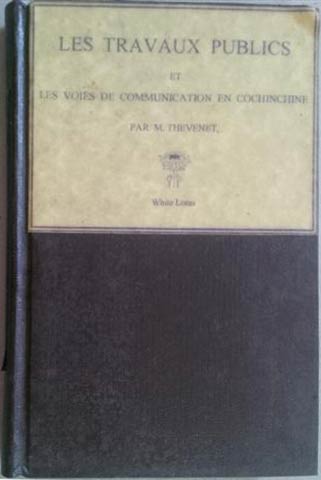 LES TRAVAUX PUBLICS
ET
LES VOIES DE COMMUNICATION EN COCHINCHINE
PAR M. THEVENET,
White Lotus